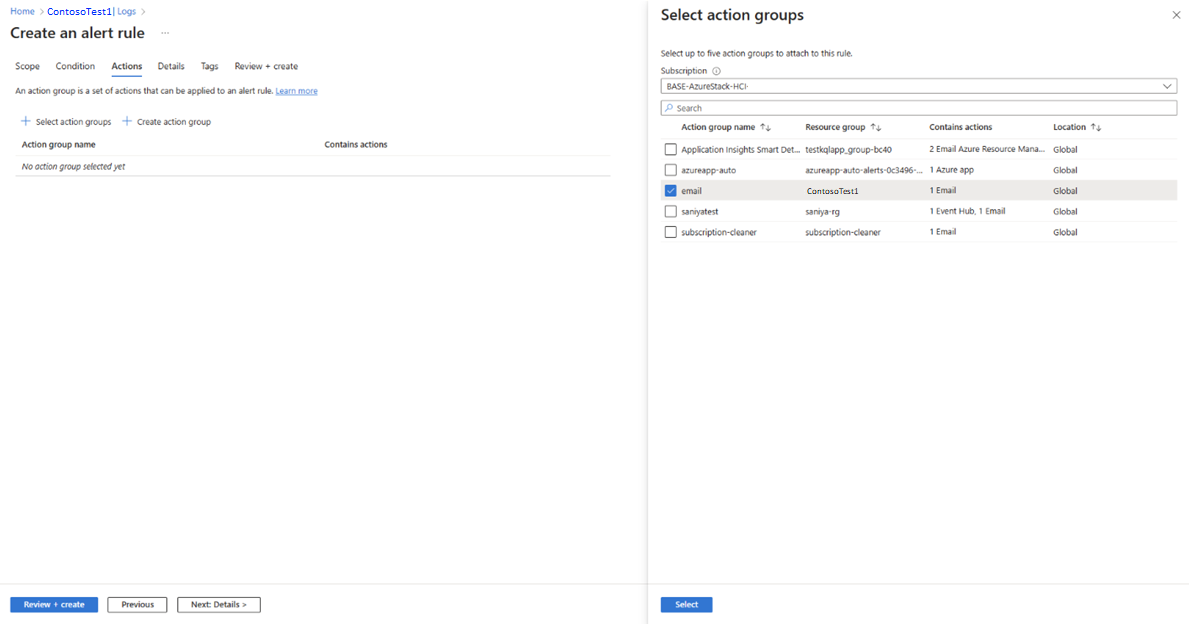 Home > ContosoTest1| Logs >
Create an alert rule ...
Scope Condition Actions Details Tags Review + create
An action group is a set of actions that can be applied to an alert rule. Learn more
+ Select action groups + Create action group
Action group name Contains actions
No action group selected yet
Review + create Previous Next: Details >
Select action groups
Select up to five action groups to attach to this rule.
Subscription
BASE-AzureStack-HCI-
Search
Action group name ↑↓ Resource group ↑↓ Contains actions Location ↑↓
Application Insights Smart Det... testkqlapp_group-bc40 2 Email Azure Resource Mana... Global
azureapp-auto azureapp-auto-alerts-0c3496-... 1 Azure app Global
email ContosoTest1 1 Email Global
saniyatest saniya-rg 1 Event Hub, 1 Email Global
subscription-cleaner subscription-cleaner 1 Email Global
Select